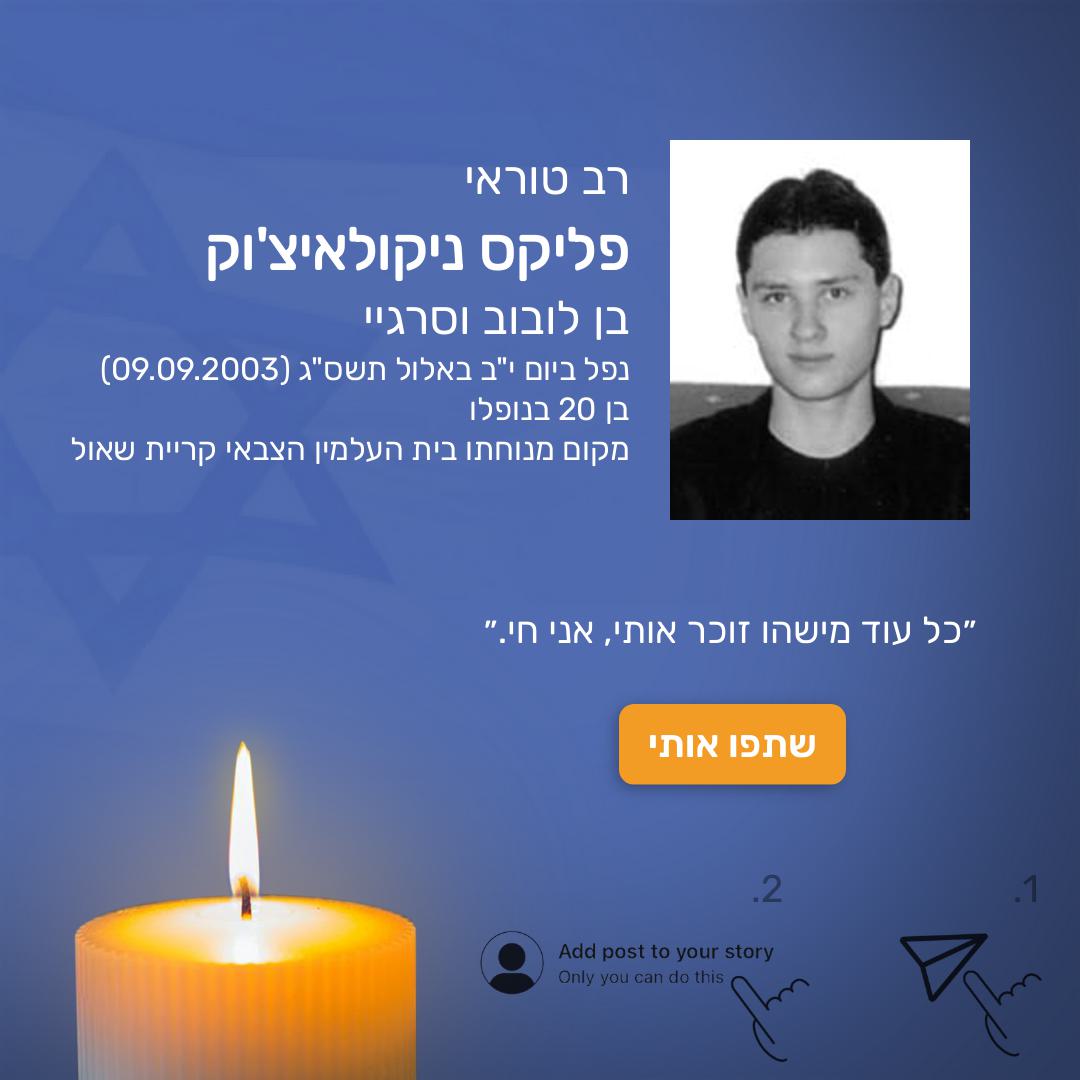 רב טוראי
פליקס ניקולאיצ'וק
בן לובוב וסרגיי
נפל ביום י"ב באלול תשס"ג (09.09.2003)
בן 20 בנופלו
מקום מנוחתו בית העלמין הצבאי קריית שאול
״כל עוד מישהו זוכר אותי, אני חי.״
שתפו אותי
1.
2.
Add post to your story
Only you can do this